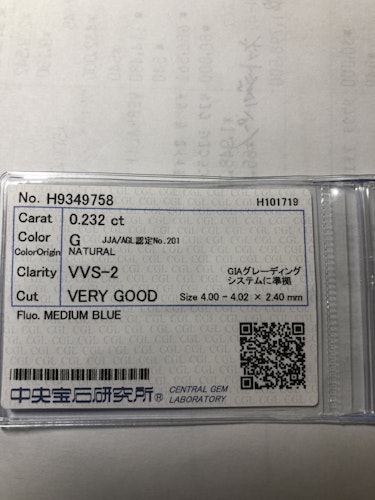 No. H9349758 H101719
Carat 0.232 ct
Color G JJA/AGL認定No.201
ColorOrigin NATURAL
Clarity VVS-2 GIAグレーディング
システムに準拠
Cut VERY GOOD Size 4.00 - 4.02 × 2.40 mm
Fluo. MEDIUM BLUE
中央宝石研究所® CENTRAL GEM
LABORATORY